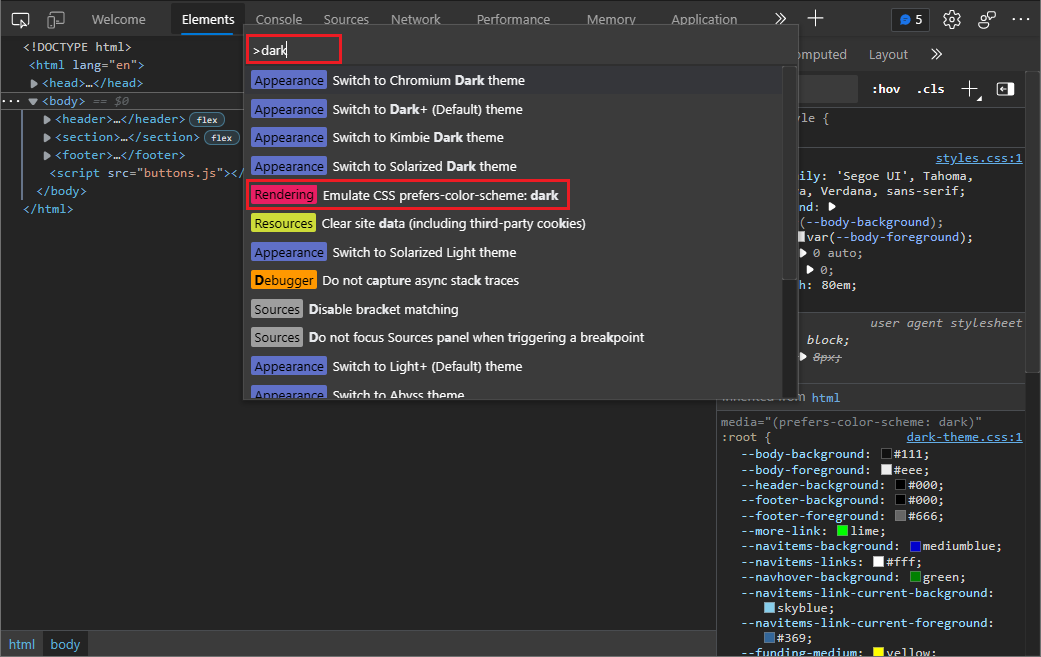 Welcome Elements Console Sources Network Performance Memory Application 5
>dark
Appearance Switch to Chromium Dark theme
Appearance Switch to Dark+ (Default) theme
Appearance Switch to Kimbie Dark theme
Appearance Switch to Solarized Dark theme
Rendering Emulate CSS prefers-color-scheme: dark
Resources Clear site data (including third-party cookies)
Appearance Switch to Solarized Light theme
Debugger Do not capture async stack traces
Sources Disable bracket matching
Sources Do not focus Sources panel when triggering a breakpoint
Appearance Switch to Light+ (Default) theme
Appearance Switch to Abyss theme
<!DOCTYPE html>
<html lang="en">
<head>…</head>
<body> == $0
<header>…</header> flex
<section>…</section> flex
<footer>…</footer>
<script src="buttons.js"></
</body>
</html>
omputed Layout
:hov .cls
yle {
styles.css:1
ily: 'Segoe UI', Tahoma,
a, Verdana, sans-serif;
nd:
(--body-background);
var(--body-foreground);
0 auto;
0;
h: 80em;
user agent stylesheet
block;
8px;
inherited from html
media="(prefers-color-scheme: dark)"
:root { dark-theme.css:1
--body-background: #111;
--body-foreground: #eee;
--header-background: #000;
--footer-background: #000;
--footer-foreground: #666;
--more-link: lime;
--navitems-background: mediumblue;
--navitems-links: #fff;
--navhover-background: green;
--navitems-link-current-background:
skyblue;
--navitems-link-current-foreground:
#369;
--funding-medium: yellow;
html body